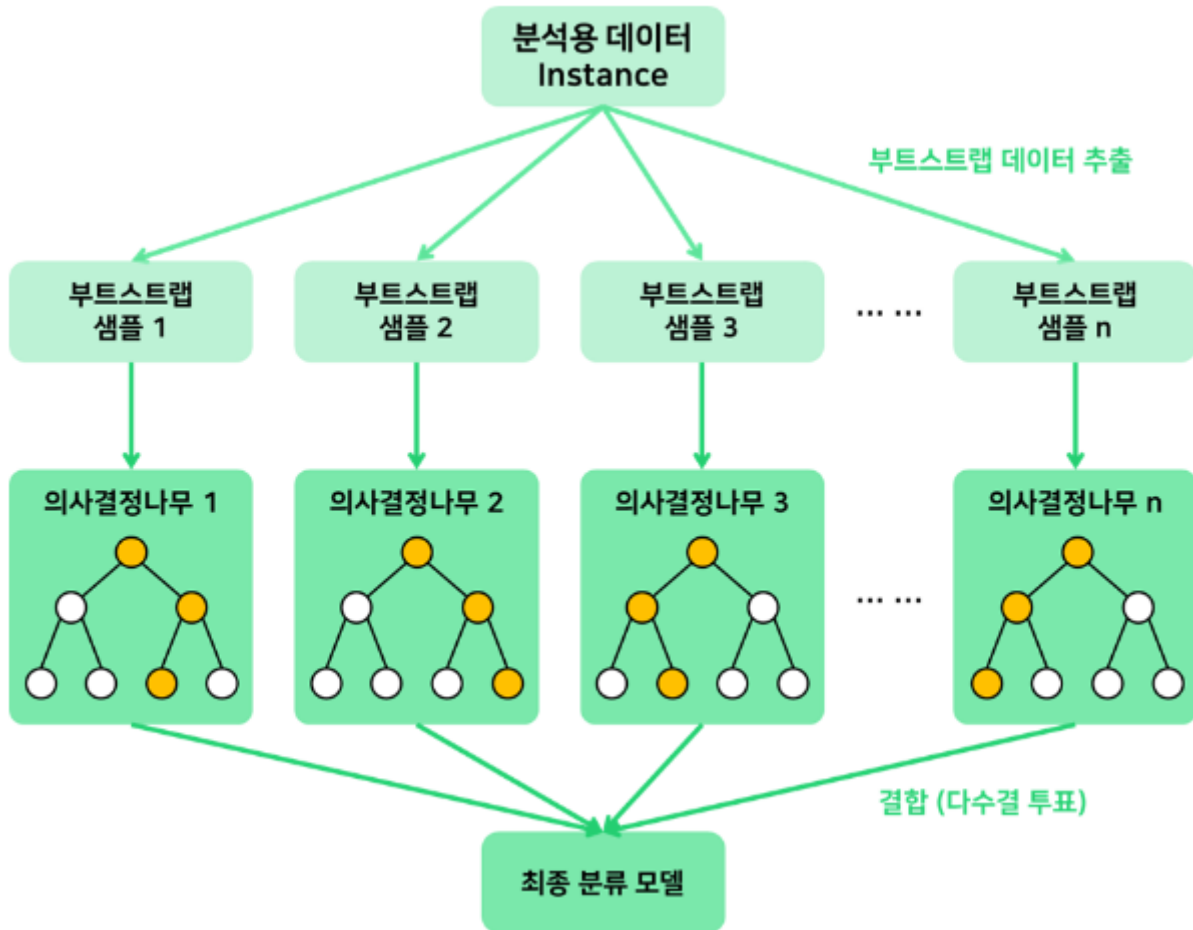 분석용 데이터
Instance
부트스트랩 데이터 추출
부트스트랩
샘플 1
부트스트랩
샘플 2
부트스트랩
샘플 3
... ...
부트스트랩
샘플 n
의사결정나무 1
의사결정나무 2
의사결정나무 3
... ...
의사결정나무 n
결합 (다수결 투표)
최종 분류 모델